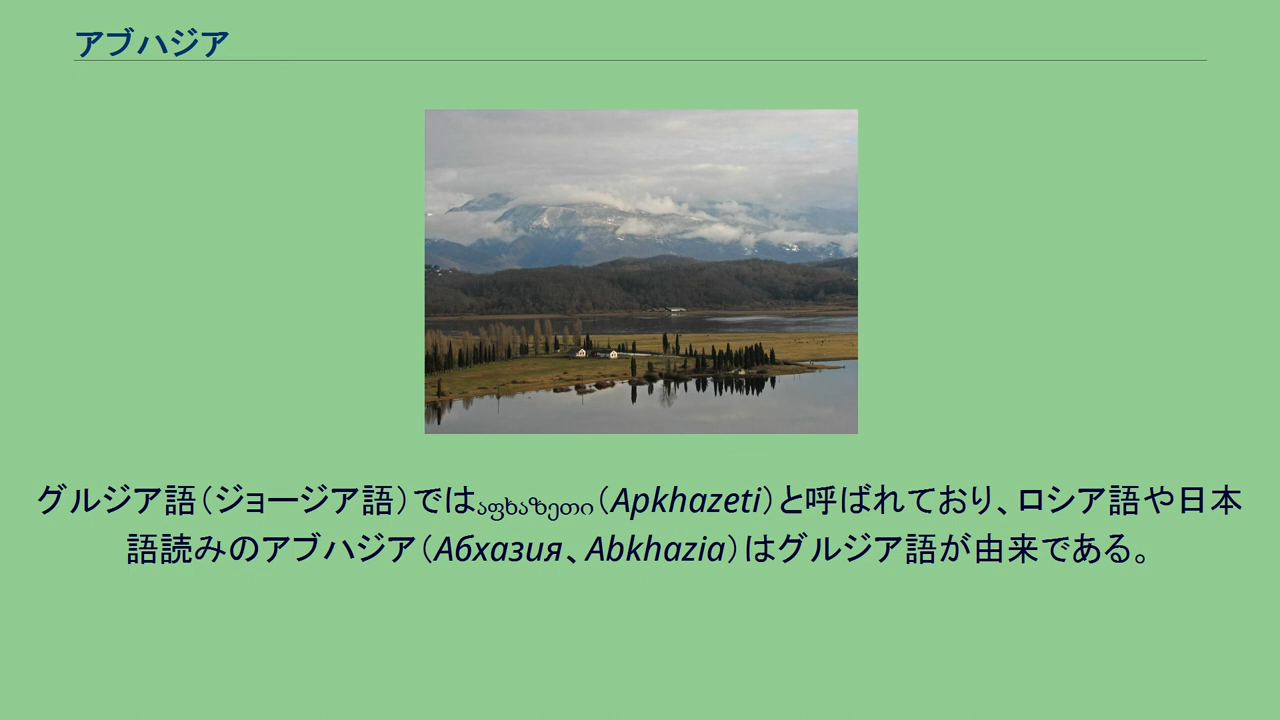 アブハジア
グルジア語（ジョージア語）ではაფხაზეთი（Apkhazeti）と呼ばれており、ロシア語や日本
語読みのアブハジア（Абхазия、Abkhazia）はグルジア語が由来である。